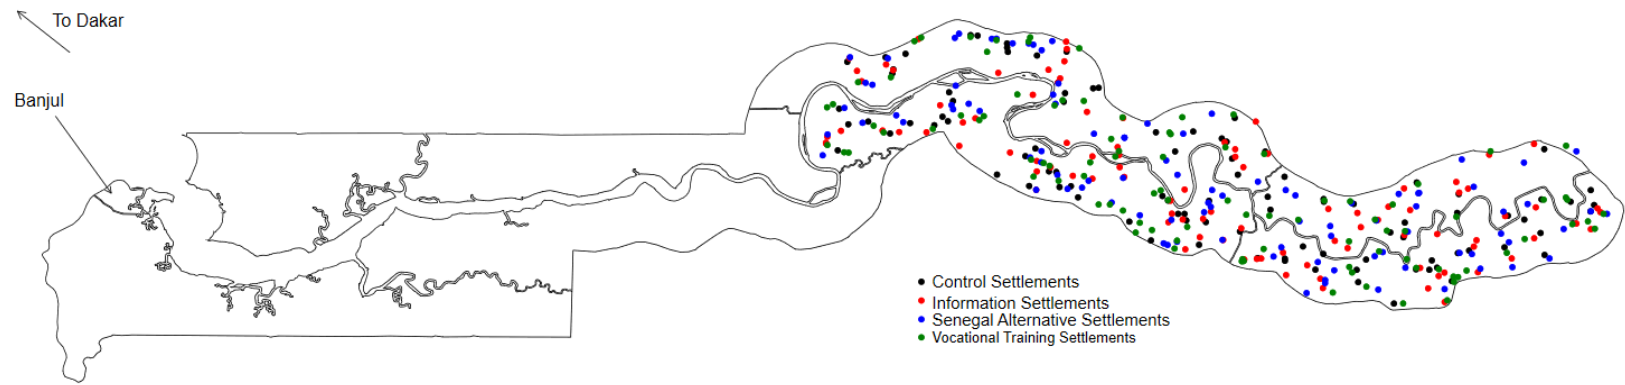 To Dakar
Banjul
Control Settlements
Information Settlements
Senegal Alternative Settlements
Vocational Training Settlements